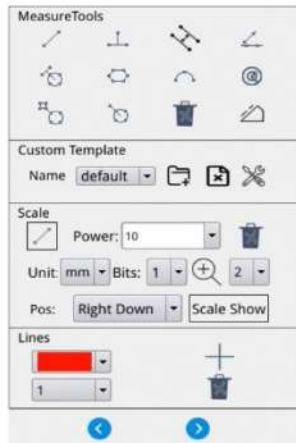 MeasureTools
Custom Template
Name default
Scale
Power: 10
Unit: mm Bits: 1 2
Pos: Right Down Scale Show
Lines
1